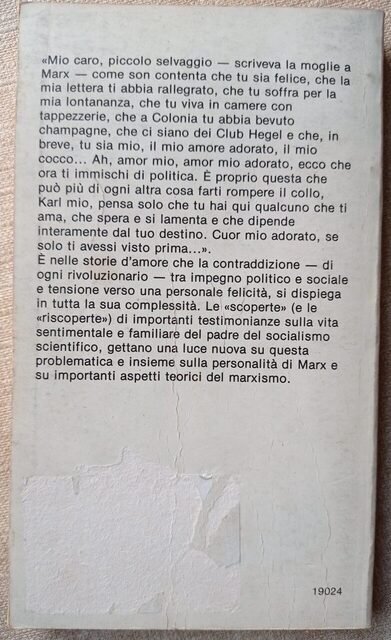 «Mio caro, piccolo selvaggio — scriveva la moglie a
Marx — come son contenta che tu sia felice, che la
mia lettera ti abbia rallegrato, che tu soffra per la
mia lontananza, che tu viva in camere con
tappezzerie, che a Colonia tu abbia bevuto
champagne, che ci siano dei Club Hegel e che, in
breve, tu sia mio, il mio amore adorato, il mio
cocco... Ah, amor mio, amor mio adorato, ecco che
ora ti immischi di politica. È proprio questa che
può più di ogni altra cosa farti rompere il collo,
Karl mio, pensa solo che tu hai qui qualcuno che ti
ama, che spera e si lamenta e che dipende
interamente dal tuo destino. Cuor mio adorato, se
solo ti avessi visto prima...».
È nelle storie d'amore che la contraddizione — di
ogni rivoluzionario — tra impegno politico e sociale
e tensione verso una personale felicità, si dispiega
in tutta la sua complessità. Le «scoperte» (e le
«riscoperte») di importanti testimonianze sulla vita
sentimentale e familiare del padre del socialismo
scientifico, gettano una luce nuova su questa
problematica e insieme sulla personalità di Marx e
su importanti aspetti teorici del marxismo.
19024